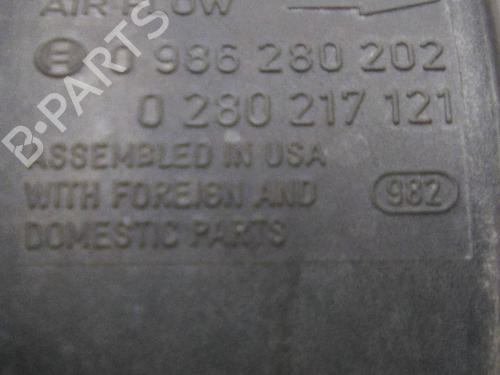 AIR FLOW
0 986 280 202
0 280 217 121
ASSEMBLED IN USA
WITH FOREIGN AND
DOMESTIC PARTS
982
B-PARTS